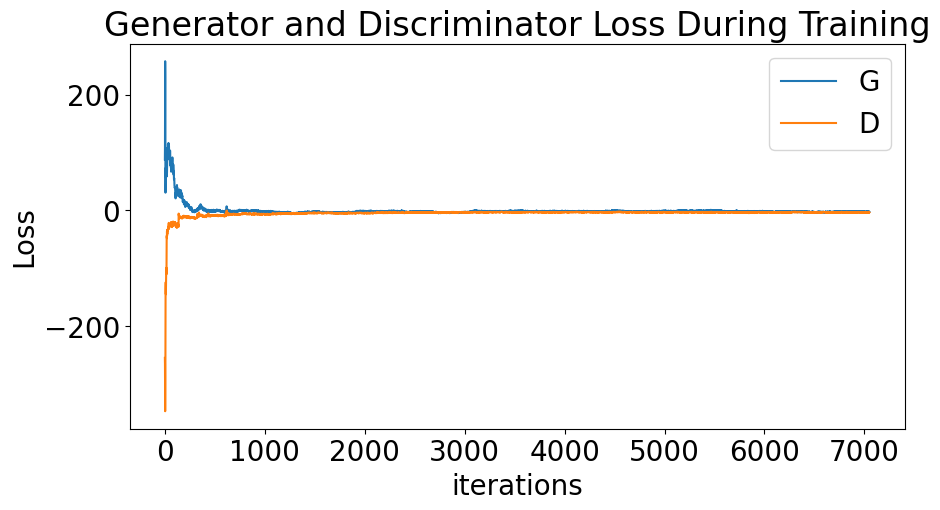 Generator and Discriminator Loss During Training
G
D
200
0
−200
Loss
0 1000 2000 3000 4000 5000 6000 7000
iterations